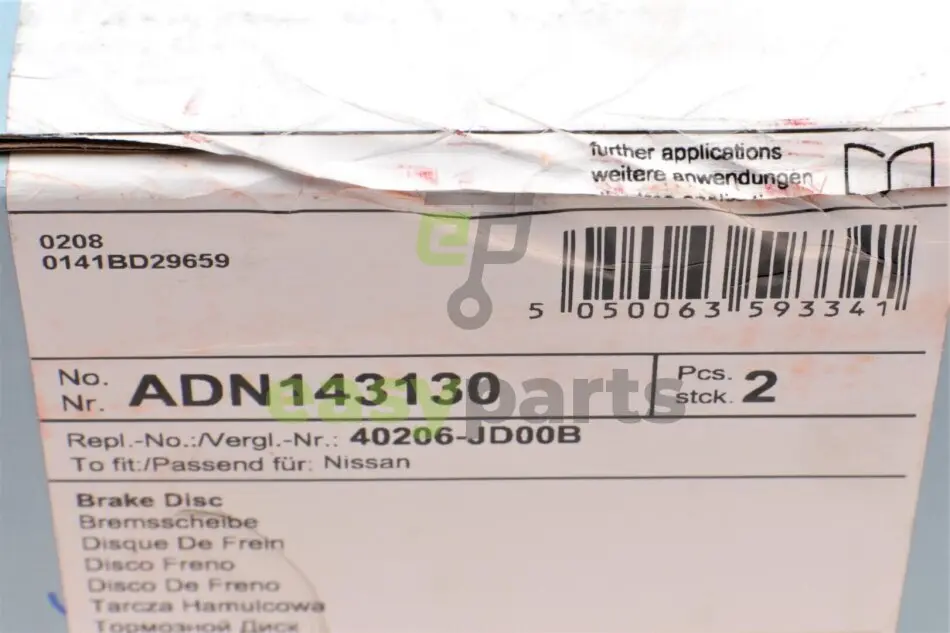 further applications
weitere anwendungen
0208
0141BD29659
5 050063 593341
No. ADN143130
Nr.
Pcs. 2
stck.
easyparts
Repl.-No.:/Vergl.-Nr.: 40206-JD00B
To fit:/Passend für: Nissan
Brake Disc
Bremsscheibe
Disque De Frein
Disco Freno
Disco De Freno
Tarcza Hamulcowa
Тормозной Диск